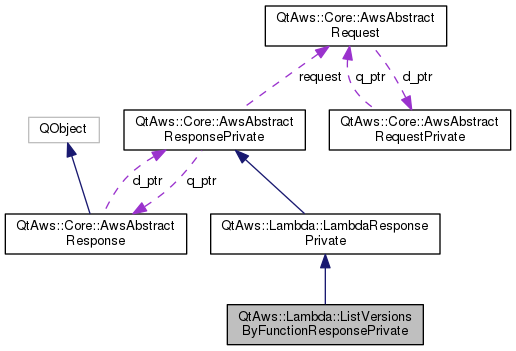 QtAws::Core::AwsAbstract
Request
request
q_ptr
d_ptr
QObject
QtAws::Core::AwsAbstract
ResponsePrivate
QtAws::Core::AwsAbstract
RequestPrivate
d_ptr
q_ptr
QtAws::Core::AwsAbstract
Response
QtAws::Lambda::LambdaResponse
Private
QtAws::Lambda::ListVersions
ByFunctionResponsePrivate